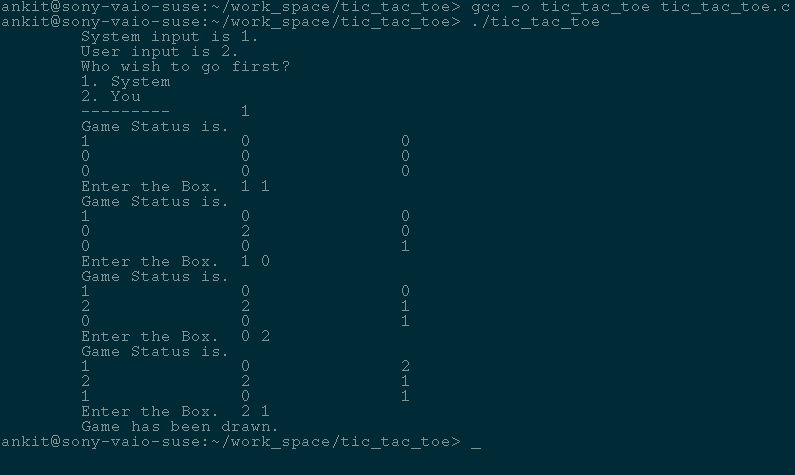 ankit@sony-vaio-suse:~/work_space/tic_tac_toe> gcc -o tic_tac_toe tic_tac_toe.c
ankit@sony-vaio-suse:~/work_space/tic_tac_toe> ./tic_tac_toe
System input is 1.
User input is 2.
Who wish to go first?
1. System
2. You
--------- 1
Game Status is.
1 0 0
0 0 0
0 0 0
Enter the Box. 1 1
Game Status is.
1 0 0
0 2 0
0 0 1
Enter the Box. 1 0
Game Status is.
1 0 0
2 2 1
0 0 1
Enter the Box. 0 2
Game Status is.
1 0 2
2 2 1
1 0 1
Enter the Box. 2 1
Game has been drawn.
ankit@sony-vaio-suse:~/work_space/tic_tac_toe> _